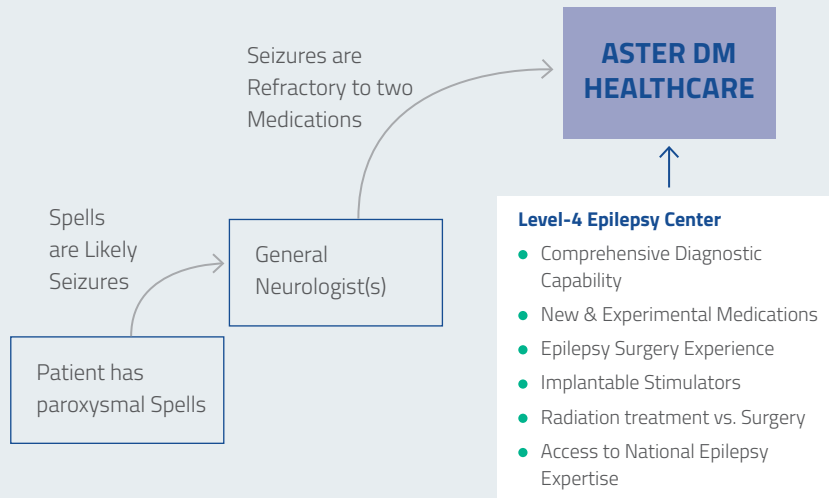 Seizures are
Refractory to two
Medications
ASTER DM
HEALTHCARE
Spells
are Likely
Seizures
General
Neurologist(s)
Patient has
paroxysmal Spells
Level-4 Epilepsy Center
Comprehensive Diagnostic
Capability
New & Experimental Medications
Epilepsy Surgery Experience
Implantable Stimulators
Radiation treatment vs. Surgery
Access to National Epilepsy
Expertise